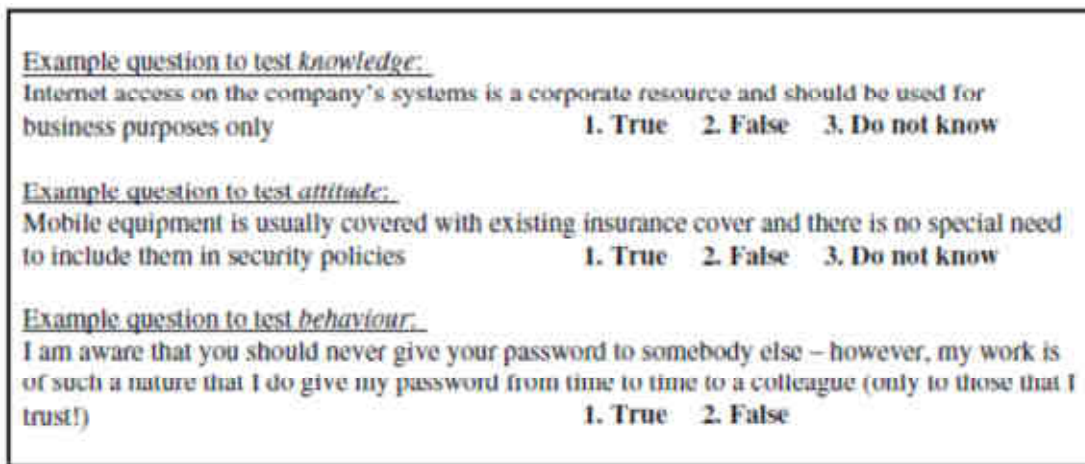 Example question to test knowledge:
Internet access on the company's systems is a corporate resource and should be used for
business purposes only 1. True 2. False 3. Do not know
Example question to test attitude:
Mobile equipment is usually covered with existing insurance cover and there is no special need
to include them in security policies 1. True 2. False 3. Do not know
Example question to test behaviour:
I am aware that you should never give your password to somebody else – however, my work is
of such a nature that I do give my password from time to time to a colleague (only to those that I
trust!) 1. True 2. False